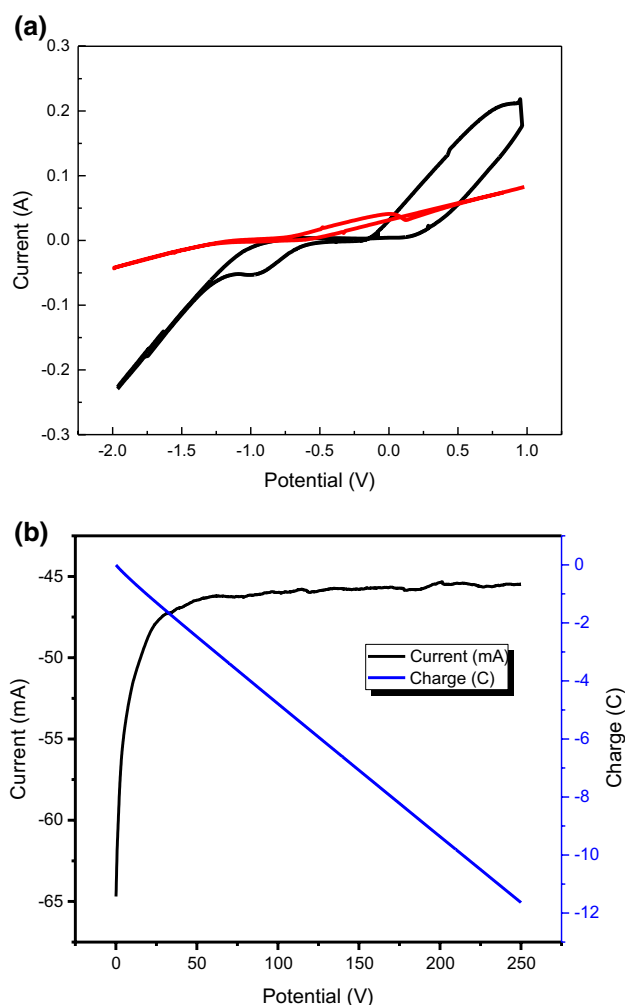 (a)
0.3
0.2
0.1
0.0
-0.1
-0.2
-0.3
Current (A)
-2.0 -1.5 -1.0 -0.5 0.0 0.5 1.0
Potential (V)
(b)
-45
-50
-55
-60
-65
Current (mA)
Current (mA)
Charge (C)
0
-2
-4
-6
-8
-10
-12
Charge (C)
0 50 100 150 200 250
Potential (V)